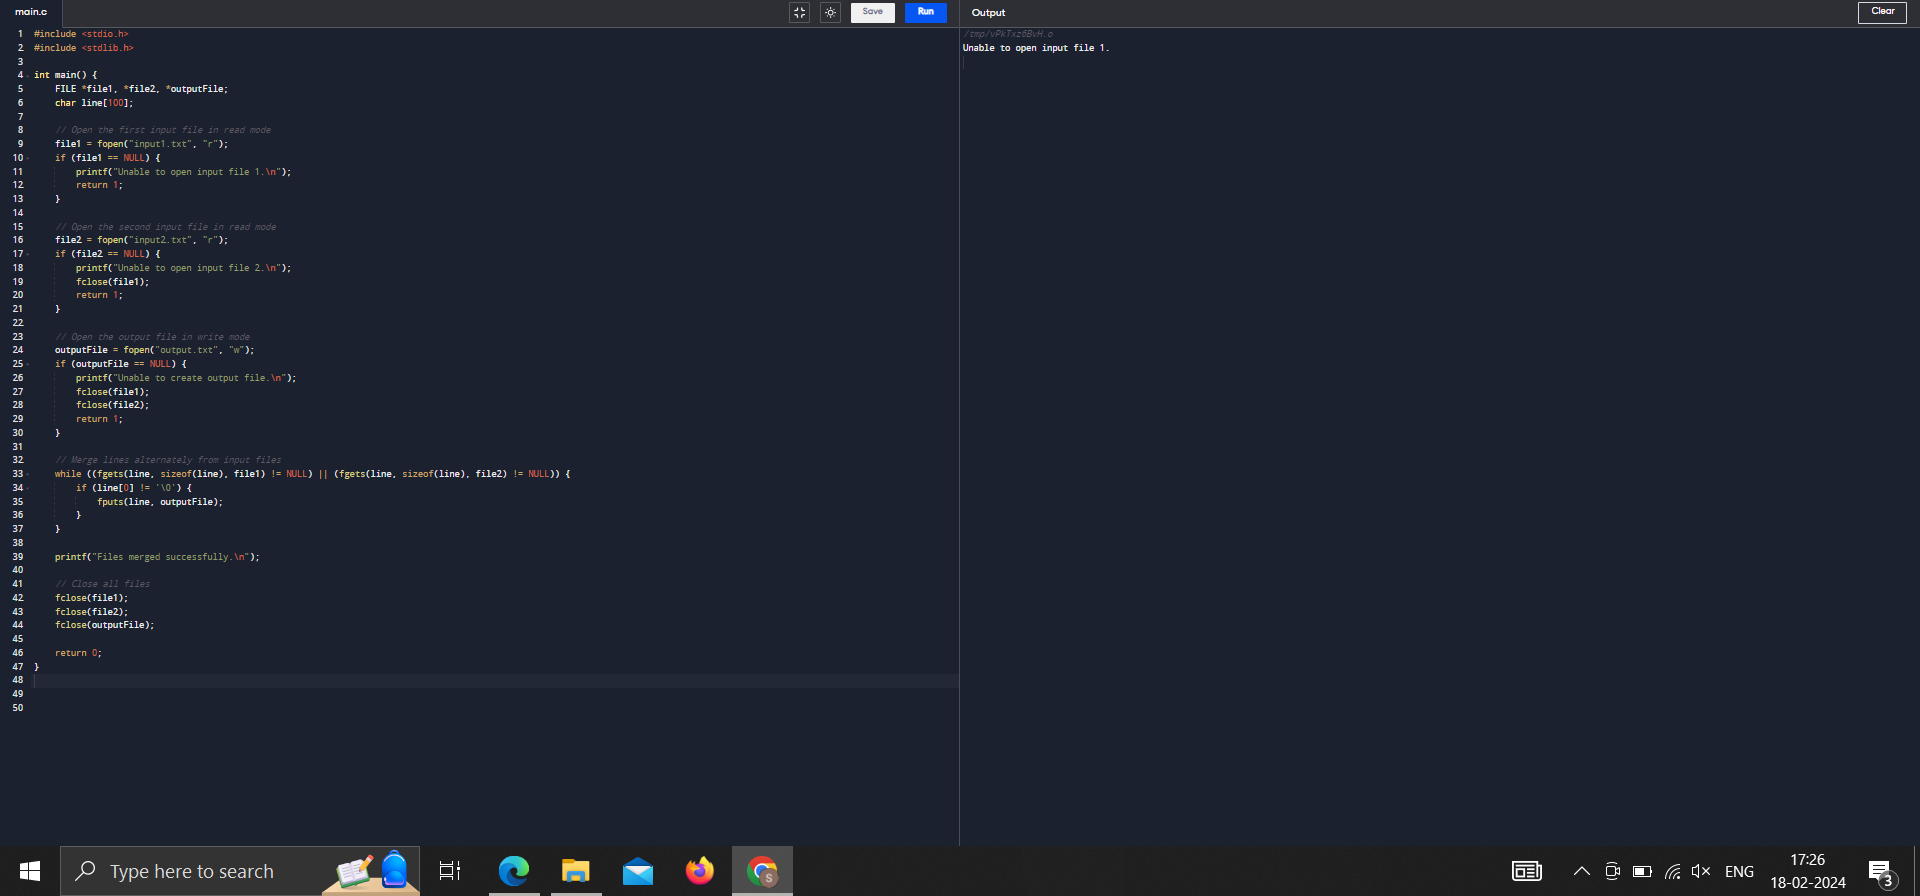 main.c
Save
Run
Output
Clear
1 #include <stdio.h>
2 #include <stdlib.h>
3
4 int main() {
5     FILE *file1, *file2, *outputFile;
6     char line[100];
7
8     // Open the first input file in read mode
9     file1 = fopen("input1.txt", "r");
10     if (file1 == NULL) {
11         printf("Unable to open input file 1.\n");
12         return 1;
13     }
14
15     // Open the second input file in read mode
16     file2 = fopen("input2.txt", "r");
17     if (file2 == NULL) {
18         printf("Unable to open input file 2.\n");
19         fclose(file1);
20         return 1;
21     }
22
23     // Open the output file in write mode
24     outputFile = fopen("output.txt", "w");
25     if (outputFile == NULL) {
26         printf("Unable to create output file.\n");
27         fclose(file1);
28         fclose(file2);
29         return 1;
30     }
31
32     // Merge lines alternately from input files
33     while ((fgets(line, sizeof(line), file1) != NULL) || (fgets(line, sizeof(line), file2) != NULL)) {
34         if (line[0] != '\0') {
35             fputs(line, outputFile);
36         }
37     }
38
39     printf("Files merged successfully.\n");
40
41     // Close all files
42     fclose(file1);
43     fclose(file2);
44     fclose(outputFile);
45
46     return 0;
47 }
48
49
50
/tmp/vPkTxz6BvH.o
Unable to open input file 1.
Type here to search
ENG
17:26
18-02-2024
3
S